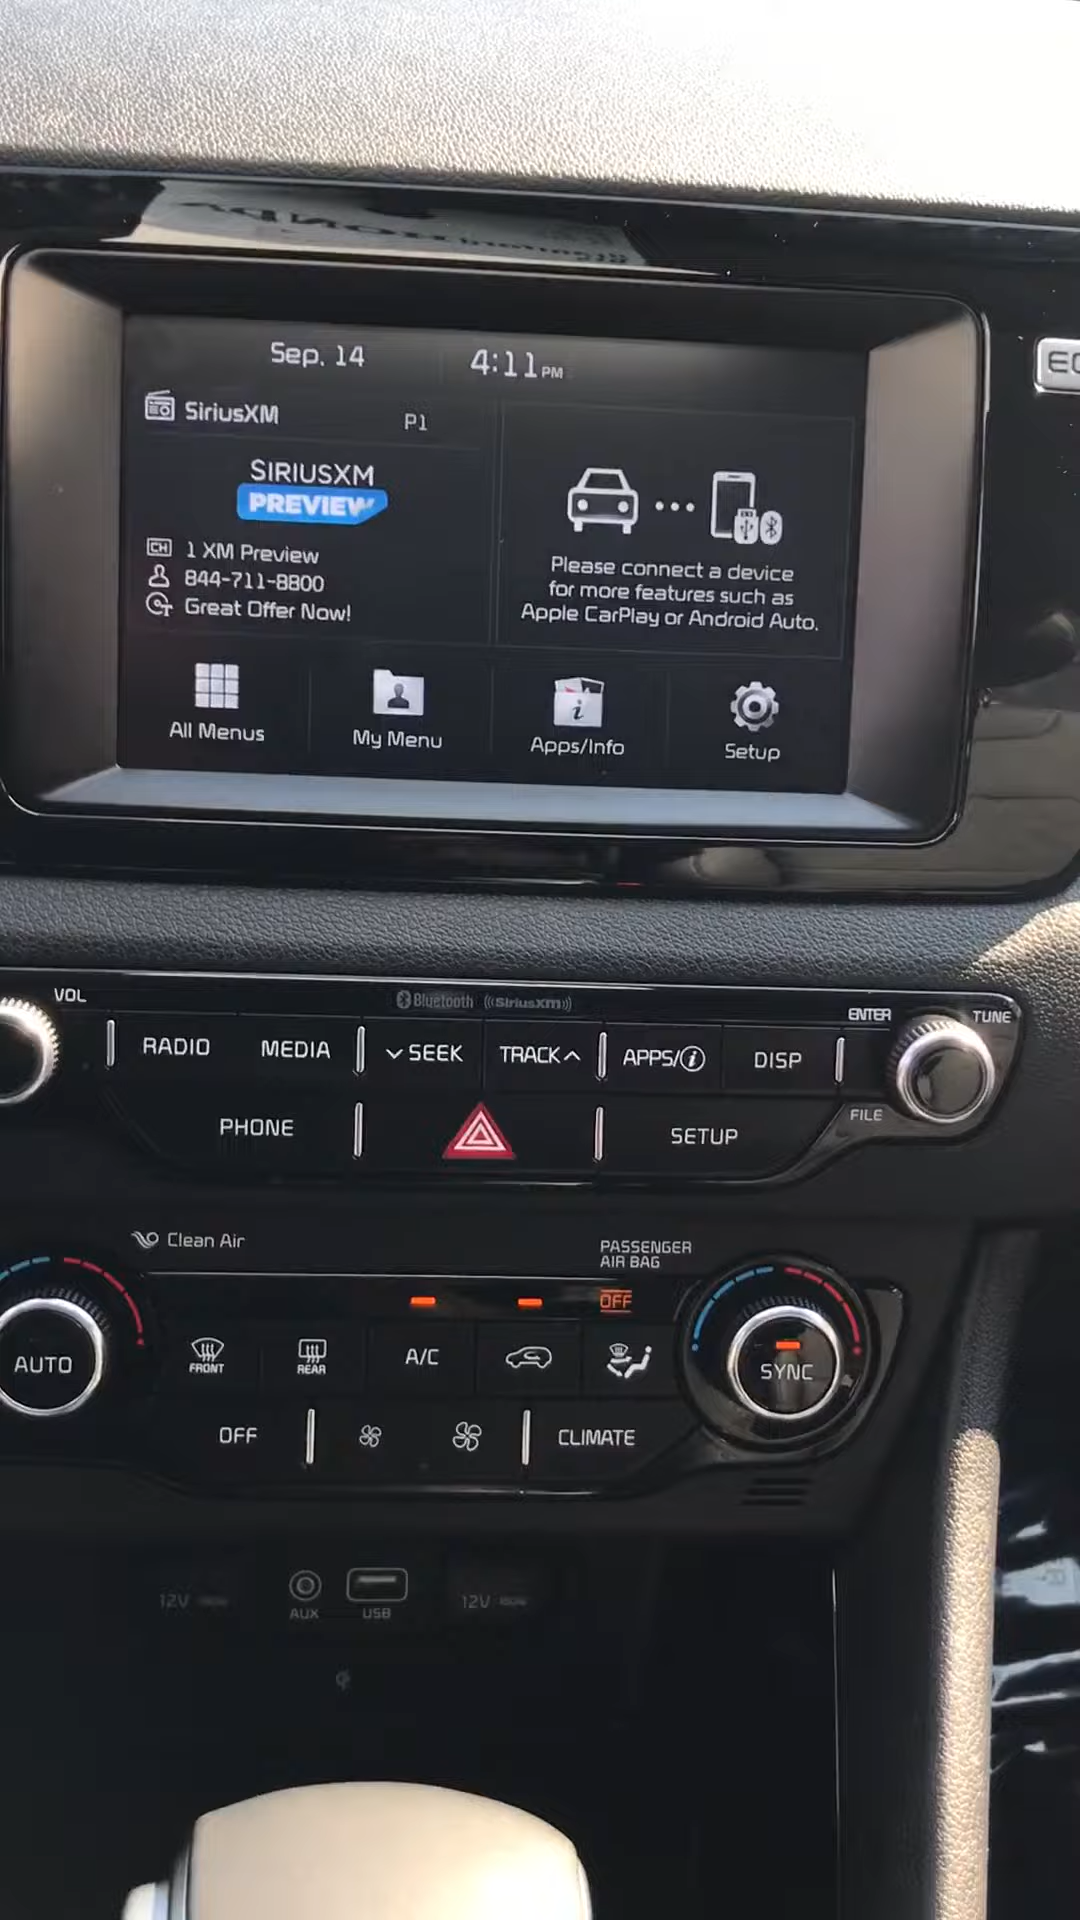 Sep. 14
4:11 PM
SiriusXM P1
SIRIUSXM
PREVIEW
CH 1 XM Preview
844-711-8800
Great Offer Now!
Please connect a device
for more features such as
Apple CarPlay or Android Auto.
All Menus
My Menu
Apps/Info
Setup
VOL
Bluetooth
((SiriusXM))
ENTER
TUNE
RADIO
MEDIA
SEEK
TRACK
APPS/i
DISP
FILE
PHONE
SETUP
Clean Air
PASSENGER
AIR BAG
OFF
AUTO
FRONT
REAR
A/C
SYNC
OFF
CLIMATE
12V
AUX
USB
12V